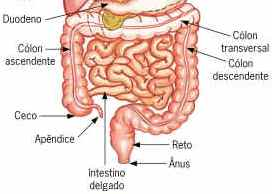 Duodeno
Cólon
ascendente
Cólon
transversal
Cólon
descendente
Ceco
Apêndice
Reto
Ânus
Intestino
delgado